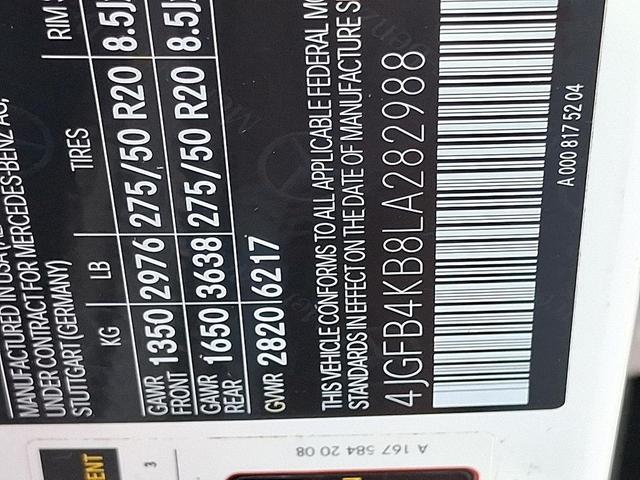 MANUFACTURED IN USA
UNDER CONTRACT FOR MERCEDES-BENZ AG,
STUTTGART (GERMANY)
KG LB TIRES RIM
GAWR FRONT 1350 2976 275/50 R20 8.5J
GAWR REAR 1650 3638 275/50 R20 8.5J
GVWR 2820 6217
THIS VEHICLE CONFORMS TO ALL APPLICABLE FEDERAL
STANDARDS IN EFFECT ON THE DATE OF MANUFACTURE
4JGFB4KB8LA282988
A 000 817 52 04
A 167 584 20 08
3